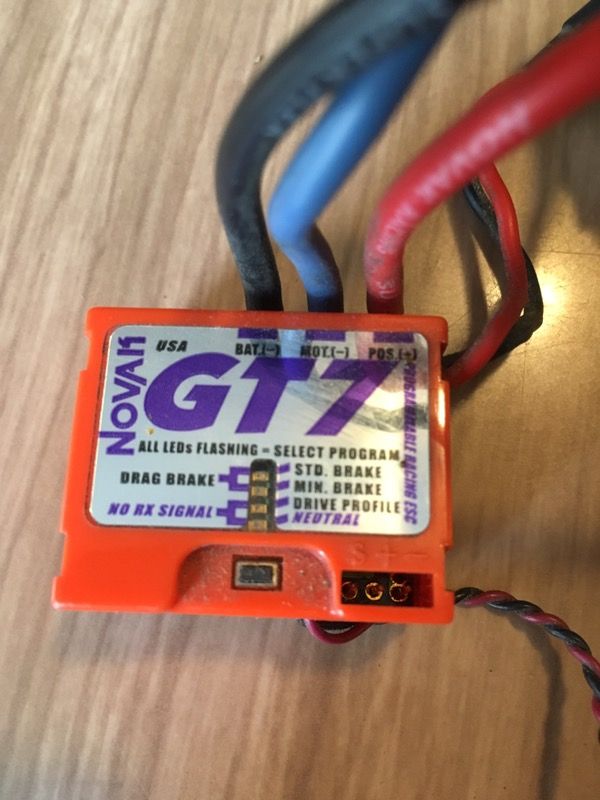 NOVAK
USA
BAT.(-) MOT.(-) POS.(+)
GT7
PROGRAMMABLE RACING ESC
ALL LEDs FLASHING = SELECT PROGRAM
DRAG BRAKE
NO RX SIGNAL
STD. BRAKE
MIN. BRAKE
DRIVE PROFILE
NEUTRAL
S + -
NOVAK